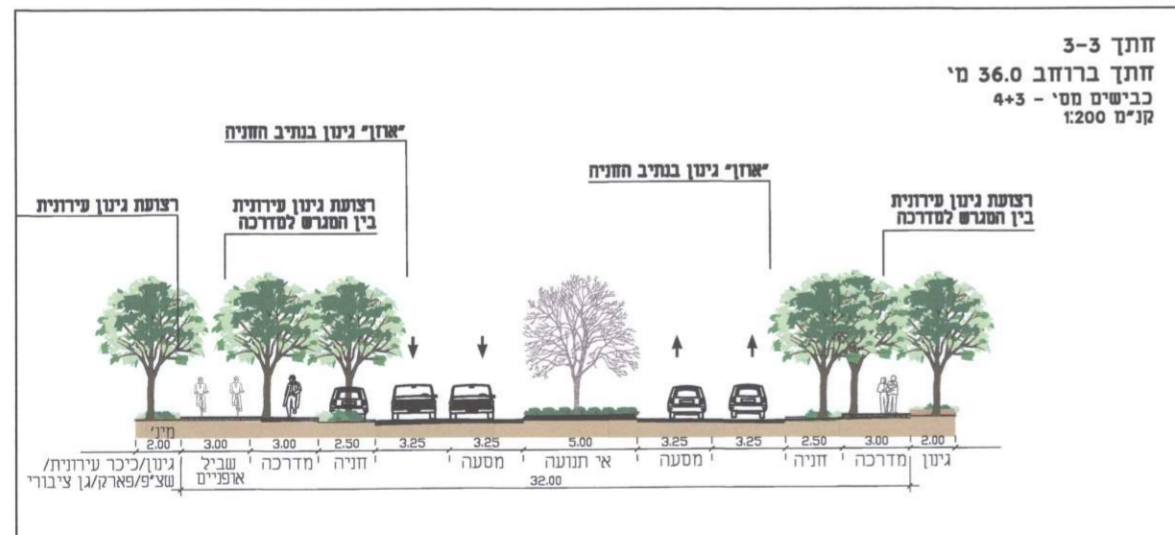 חתך 3-3
חתך ברוחב 36.0 מ'
כבישים מס' - 4+3
קנ"מ 1:200
"אוזן" גינון בנתיב החניה
"אוזן" גינון בנתיב החניה
רצועת גינון עירונית
רצועת גינון עירונית
בין המגרש למדרכה
רצועת גינון עירונית
בין המגרש למדרכה
מינ'
2.00 3.00 3.00 2.50 3.25 3.25 5.00 3.25 3.25 2.50 3.00 2.00
גינון מדרכה חניה מסעה אי תנועה מסעה חניה מדרכה שביל
אופניים
גינון/כיכר עירונית/
שצ"פ/פארק/גן ציבורי
32.00